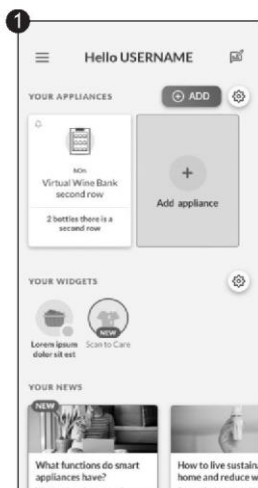 1
Hello USERNAME
YOUR APPLIANCES
ADD
Virtual Wine Bank
second row
2 bottles there is a
second row
Add appliance
YOUR WIDGETS
Lorem ipsum
dolor sit est
NEW
Scan to Care
YOUR NEWS
NEW
What functions do smart
appliances have?
How to live sustaina
home and reduce w